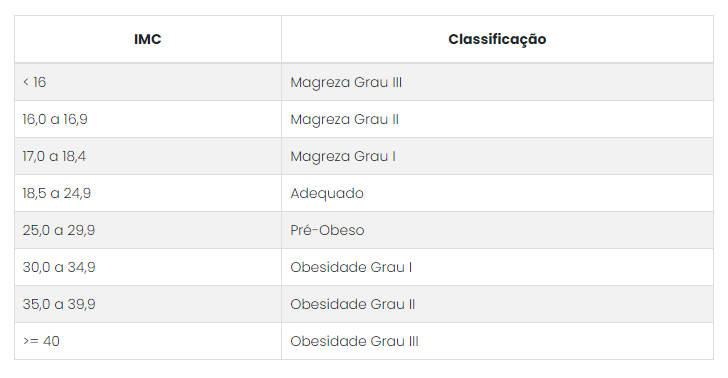 IMC Classificação
< 16 Magreza Grau III
16,0 a 16,9 Magreza Grau II
17,0 a 18,4 Magreza Grau I
18,5 a 24,9 Adequado
25,0 a 29,9 Pré-Obeso
30,0 a 34,9 Obesidade Grau I
35,0 a 39,9 Obesidade Grau II
>= 40 Obesidade Grau III